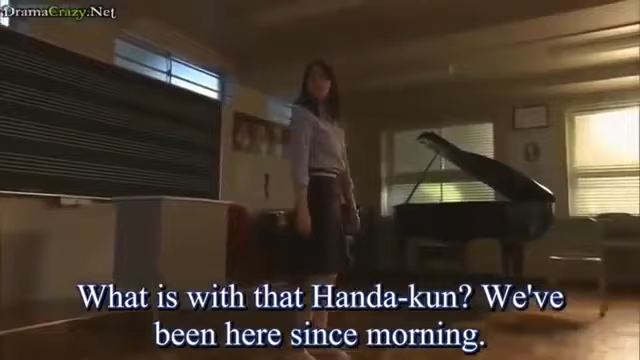 DramaCrazy.Net
What is with that Handa-kun? We've
been here since morning.